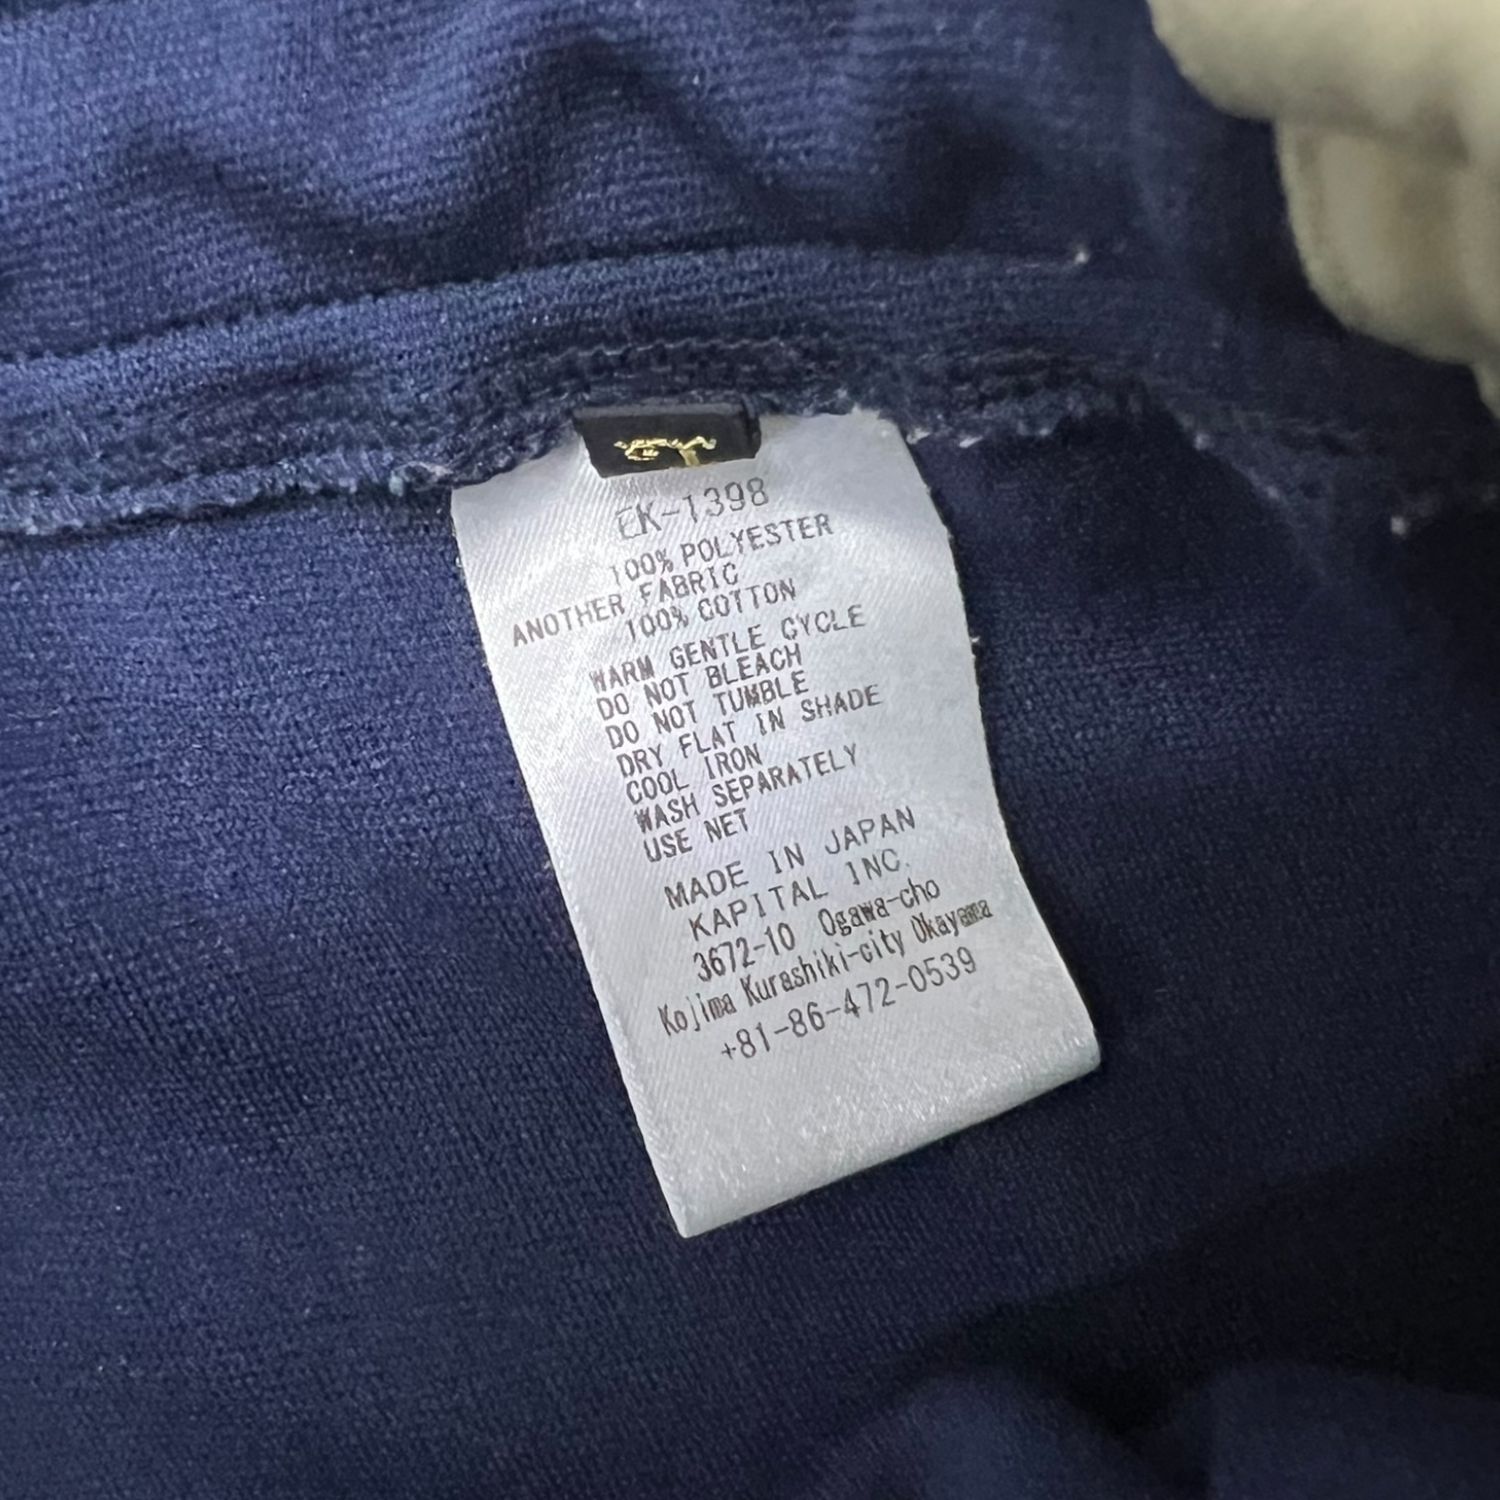 EK-1398
100% POLYESTER
ANOTHER FABRIC
100% COTTON
WARM GENTLE CYCLE
DO NOT BLEACH
DO NOT TUMBLE
DRY FLAT IN SHADE
COOL IRON
WASH SEPARATELY
USE NET
MADE IN JAPAN
KAPITAL INC.
3672-10 Ogawa-cho
Kojima Kurashiki-city Okayama
+81-86-472-0539